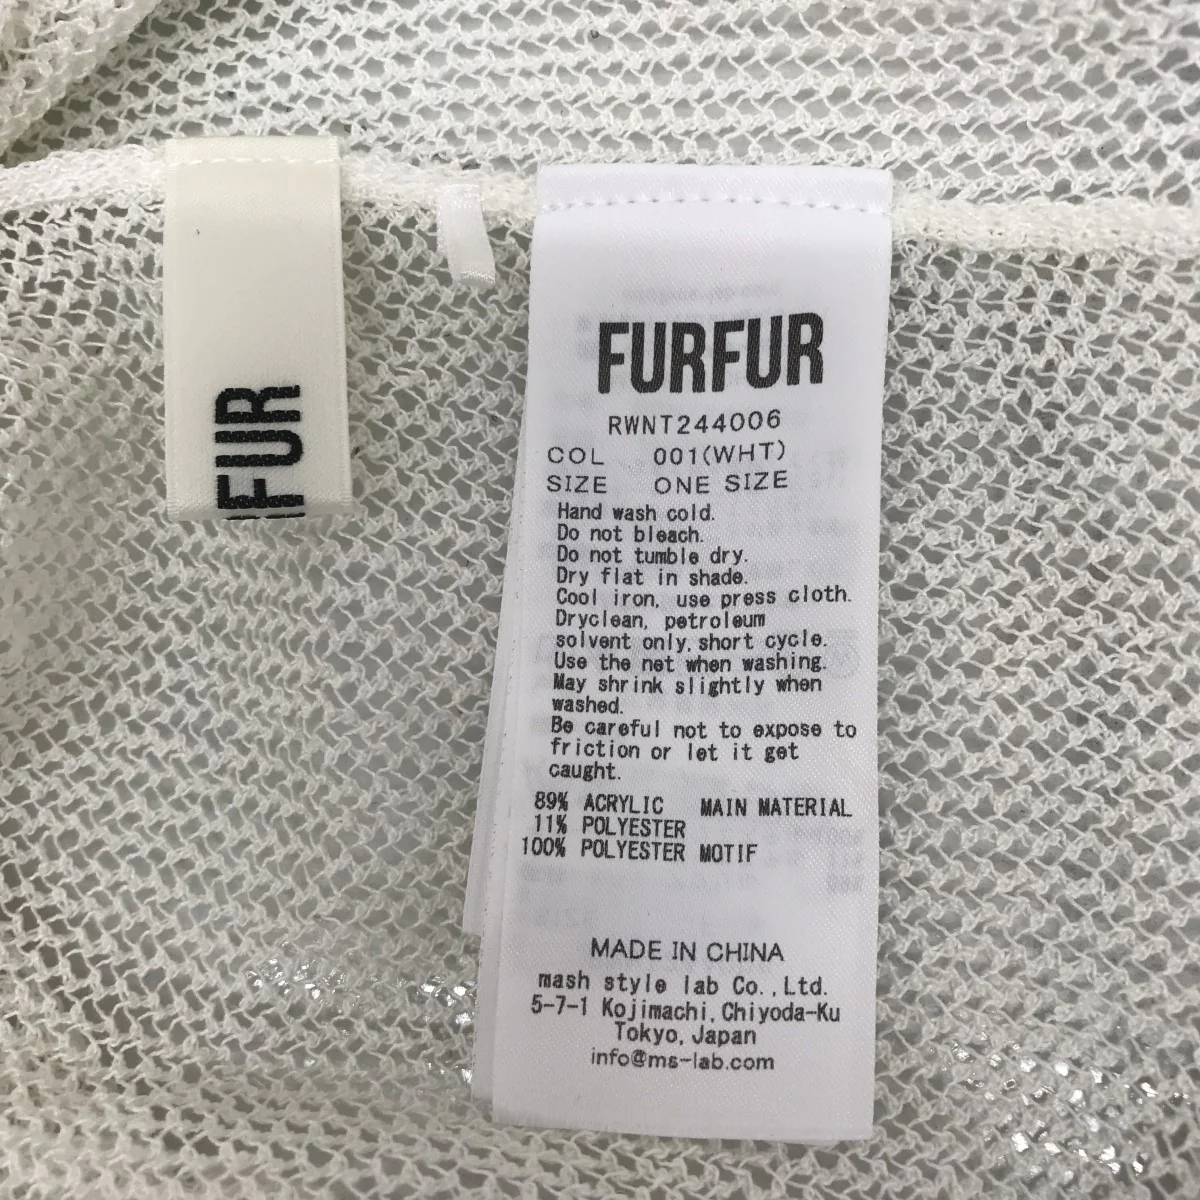 FUR
FURFUR
RWNT244006
COL 001(WHT)
SIZE ONE SIZE
Hand wash cold.
Do not bleach.
Do not tumble dry.
Dry flat in shade.
Cool iron, use press cloth.
Dryclean, petroleum
solvent only, short cycle.
Use the net when washing.
May shrink slightly when
washed.
Be careful not to expose to
friction or let it get
caught.
89% ACRYLIC MAIN MATERIAL
11% POLYESTER
100% POLYESTER MOTIF
MADE IN CHINA
mash style lab Co.,Ltd.
5-7-1 Kojimachi, Chiyoda-Ku
Tokyo, Japan
info@ms-lab.com